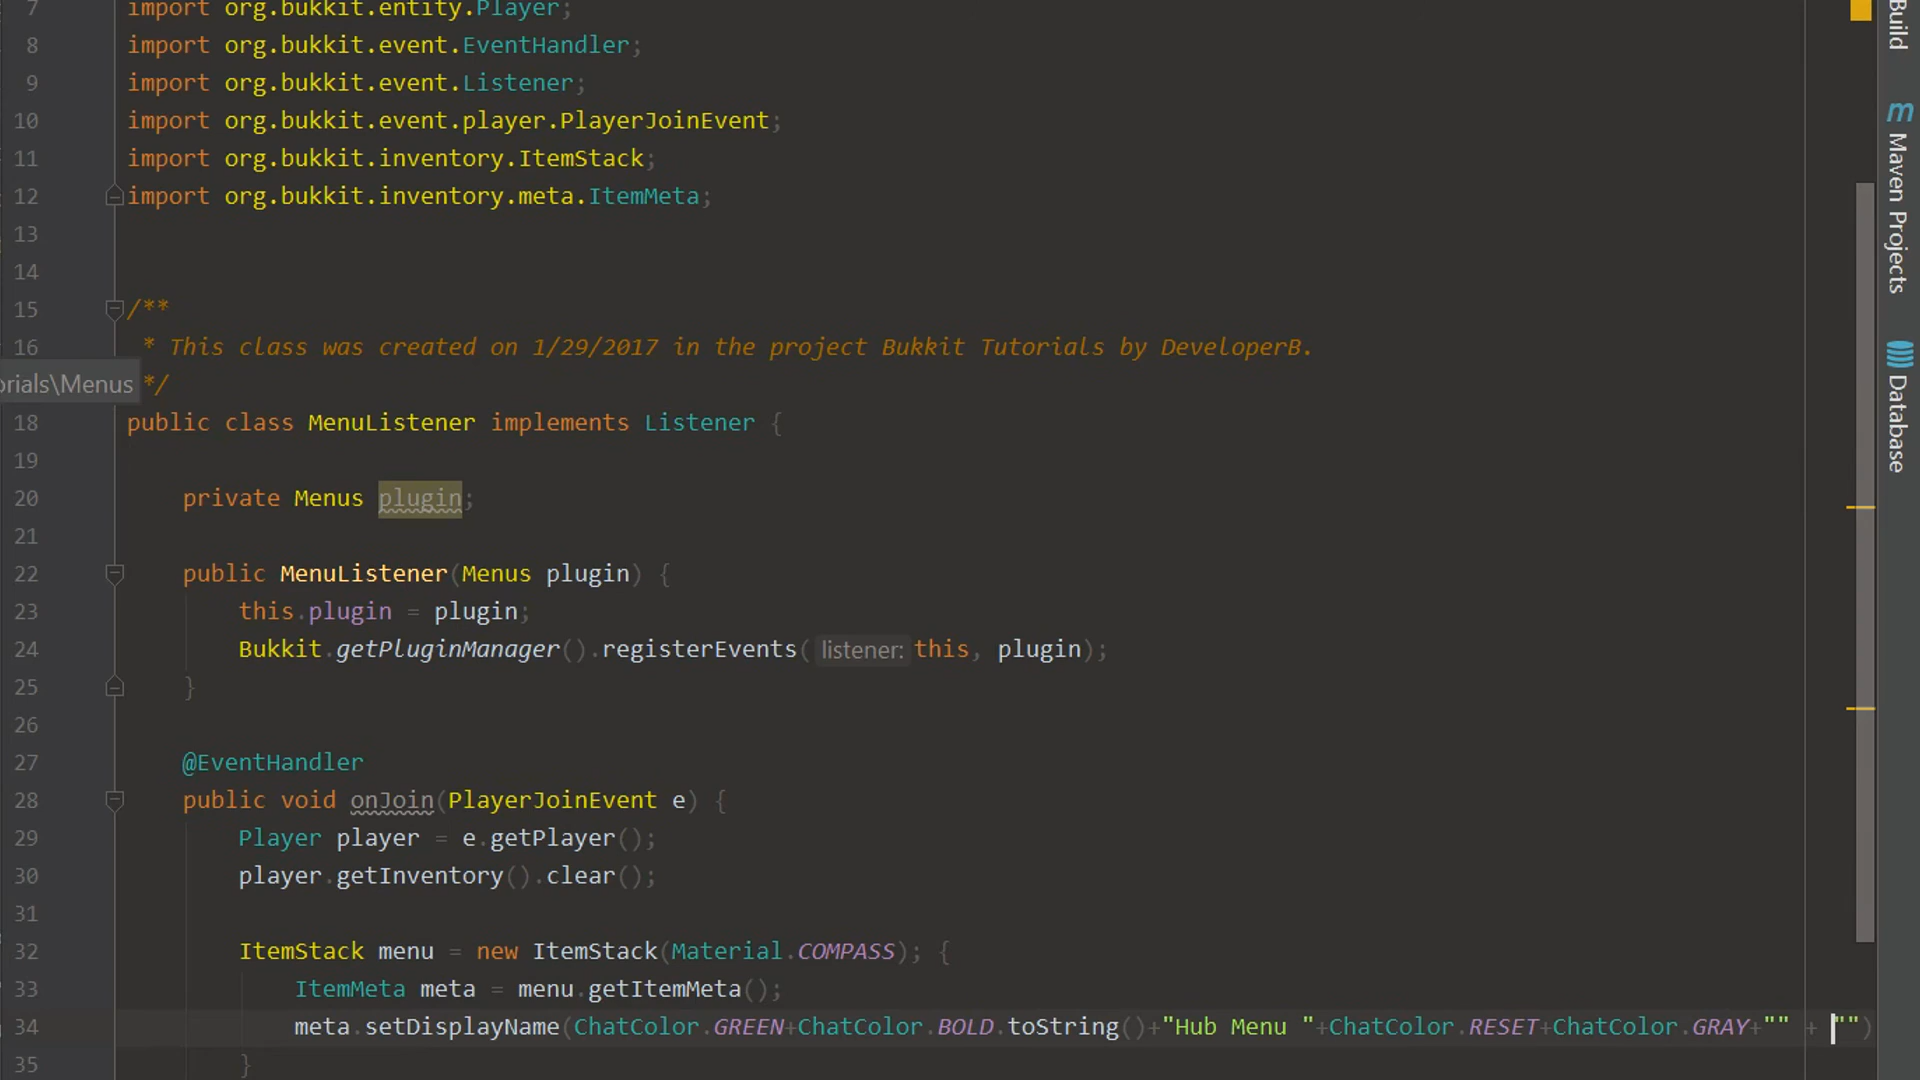 7 import org.bukkit.entity.Player;
8 import org.bukkit.event.EventHandler;
9 import org.bukkit.event.Listener;
10 import org.bukkit.event.player.PlayerJoinEvent;
11 import org.bukkit.inventory.ItemStack;
12 import org.bukkit.inventory.meta.ItemMeta;
13
14
15 /**
16 * This class was created on 1/29/2017 in the project Bukkit Tutorials by DeveloperB.
orials\Menus */
18 public class MenuListener implements Listener {
19
20 private Menus plugin;
21
22 public MenuListener(Menus plugin) {
23 this.plugin = plugin;
24 Bukkit.getPluginManager().registerEvents( listener: this, plugin);
25 }
26
27 @EventHandler
28 public void onJoin(PlayerJoinEvent e) {
29 Player player = e.getPlayer();
30 player.getInventory().clear();
31
32 ItemStack menu = new ItemStack(Material.COMPASS); {
33 ItemMeta meta = menu.getItemMeta();
34 meta.setDisplayName(ChatColor.GREEN+ChatColor.BOLD.toString()+"Hub Menu "+ChatColor.RESET+ChatColor.GRAY+"" + "")
35 }
Build
m Maven Projects
Database